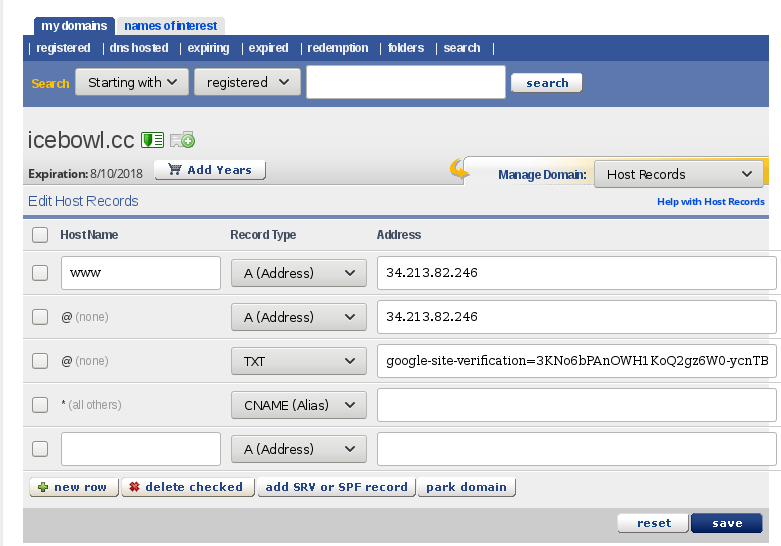 my domains names of interest
| registered | dns hosted | expiring | expired | redemption | folders | search |
Search Starting with registered search
icebowl.cc
Expiration: 8/10/2018 Add Years Manage Domain: Host Records
Edit Host Records Help with Host Records
HostName Record Type Address
www A (Address) 34.213.82.246
@ (none) A (Address) 34.213.82.246
@ (none) TXT google-site-verification=3KNo6bPAnOWH1KoQ2gz6W0-ycnTB
* (all others) CNAME (Alias)
A (Address)
new row delete checked add SRV or SPF record park domain
reset save